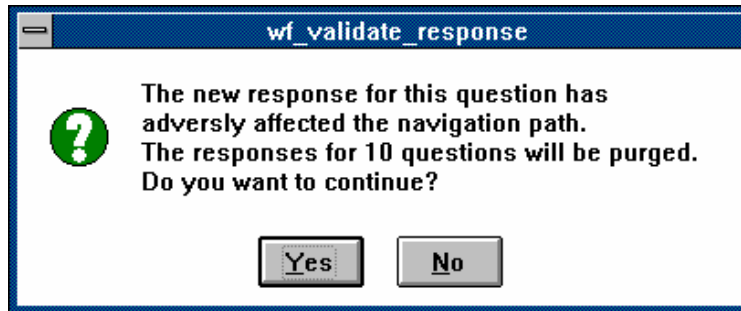 wf_validate_response
The new response for this question has
adversly affected the navigation path.
The responses for 10 questions will be purged.
Do you want to continue?
Yes
No